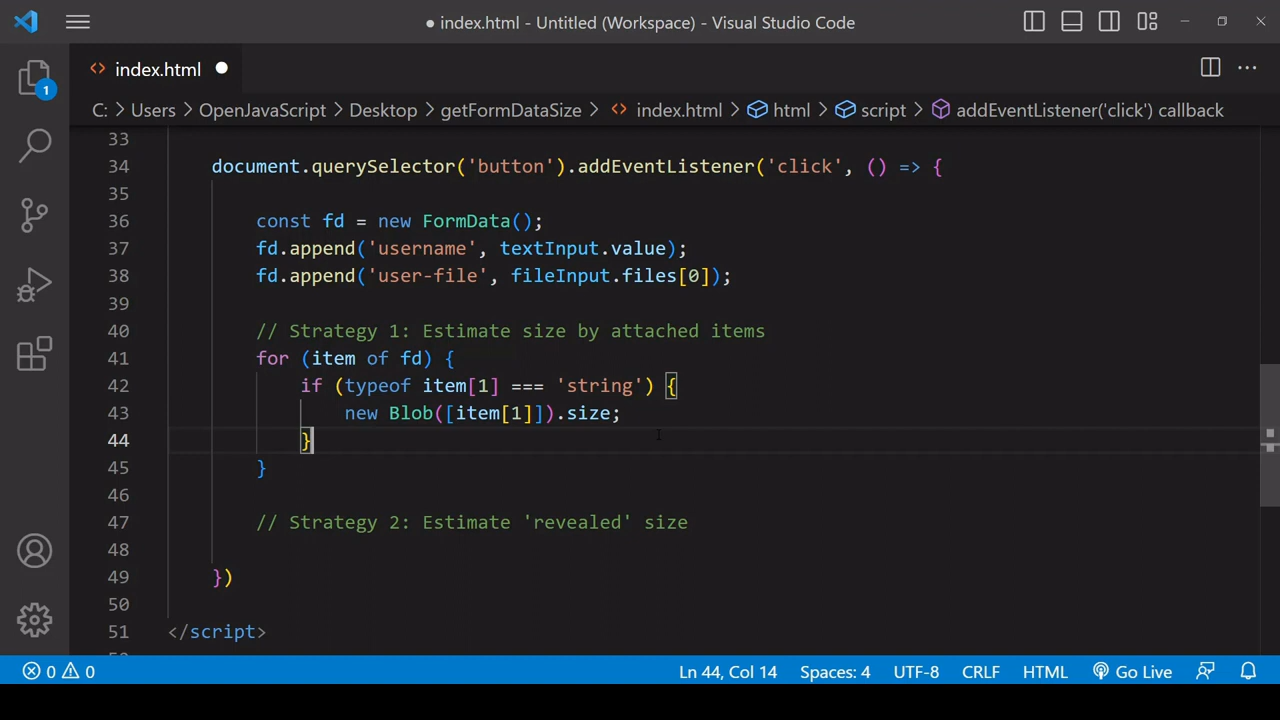 ● index.html - Untitled (Workspace) - Visual Studio Code
1
<> index.html ●
C: > Users > OpenJavaScript > Desktop > getFormDataSize > <> index.html > html > script > addEventListener('click') callback
33
34 document.querySelector('button').addEventListener('click', () => {
35
36 const fd = new FormData();
37 fd.append('username', textInput.value);
38 fd.append('user-file', fileInput.files[0]);
39
40 // Strategy 1: Estimate size by attached items
41 for (item of fd) {
42 if (typeof item[1] === 'string') {
43 new Blob([item[1]]).size;
44 }
45 }
46
47 // Strategy 2: Estimate 'revealed' size
48
49 })
50
51 </script>
0 0 Ln 44, Col 14 Spaces: 4 UTF-8 CRLF HTML Go Live